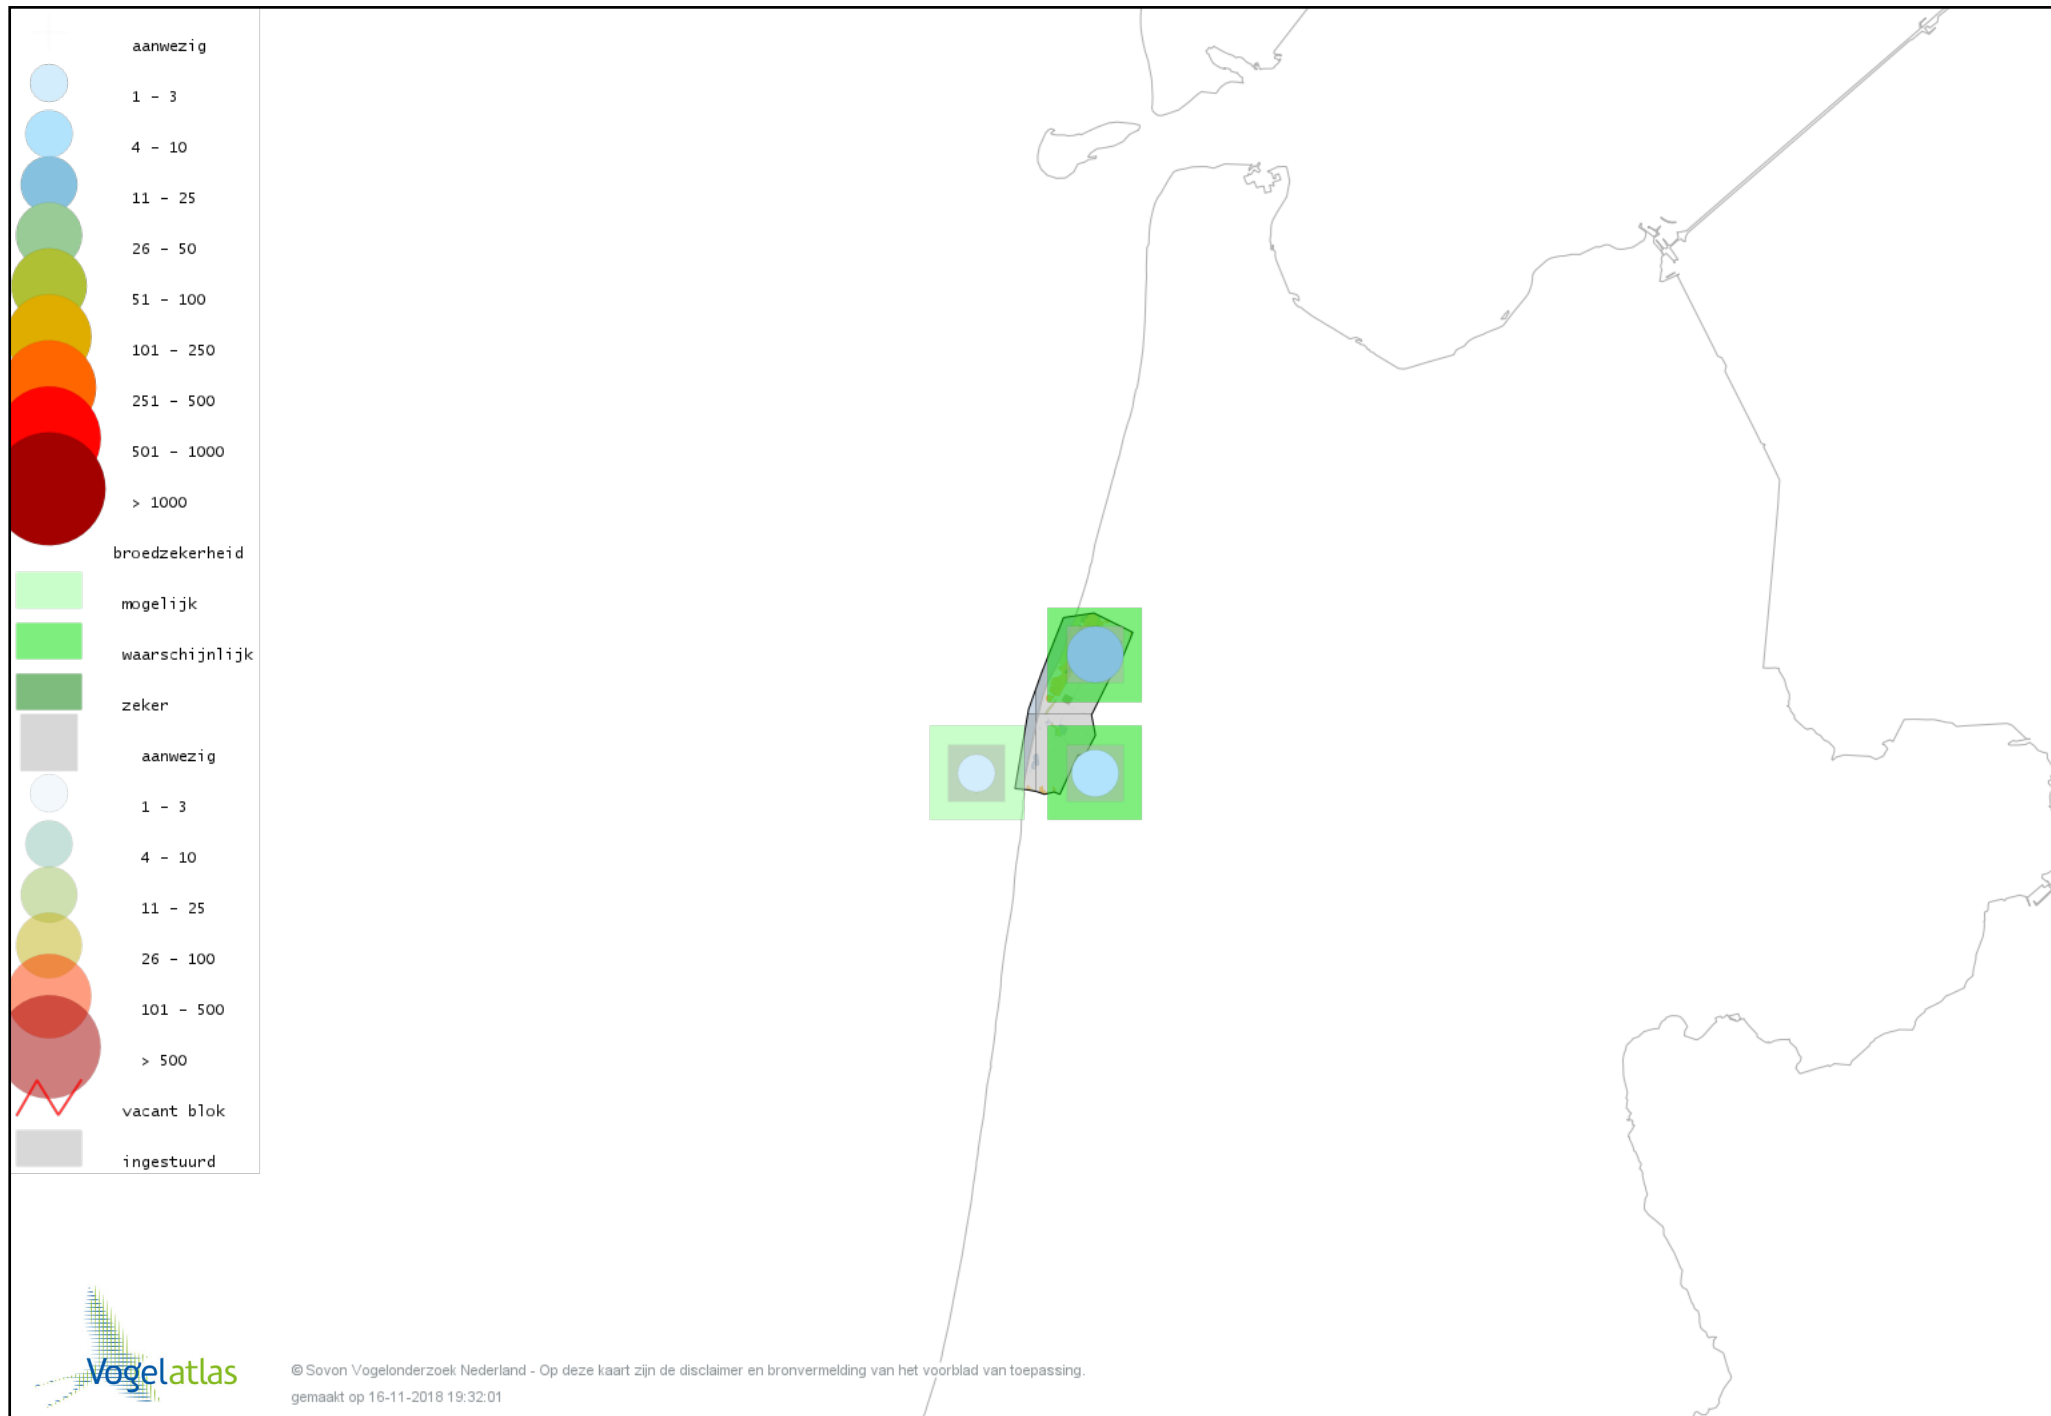 aanwezig
1 - 3
4 - 10
11 - 25
26 - 50
51 - 100
101 - 250
251 - 500
501 - 1000
> 1000
broedzekerheid
mogelijk
waarschijnlijk
zeker
aanwezig
1 - 3
4 - 10
11 - 25
26 - 100
101 - 500
> 500
vacant blok
ingestuurd
Vogelatlas
© Sovon Vogelonderzoek Nederland - Op deze kaart zijn de disclaimer en bronvermelding van het voorblad van toepassing.
gemaakt op 16-11-2018 19:32:01